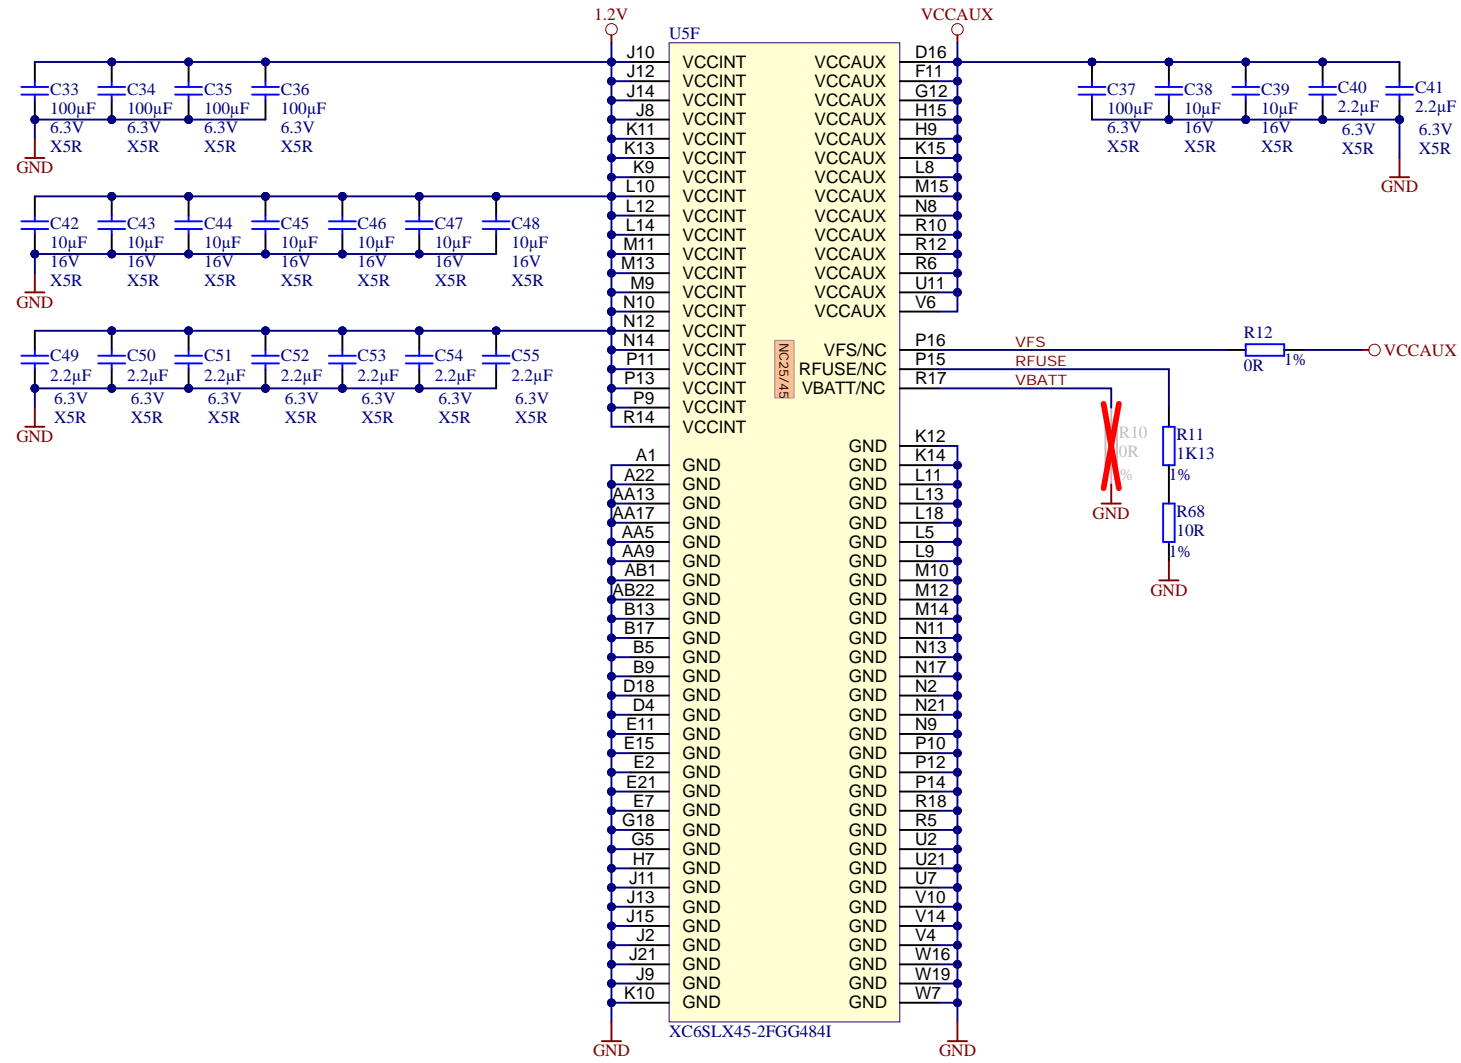 1.2V
VCCAUX
U5F
J10 VCCINT VCCAUX D16
J12 VCCINT VCCAUX F11
J14 VCCINT VCCAUX G12
J8 VCCINT VCCAUX H15
K11 VCCINT VCCAUX H9
K13 VCCINT VCCAUX K15
K9 VCCINT VCCAUX L8
L10 VCCINT VCCAUX M15
L12 VCCINT VCCAUX N8
L14 VCCINT VCCAUX R10
M11 VCCINT VCCAUX R12
M13 VCCINT VCCAUX R6
M9 VCCINT VCCAUX U11
N10 VCCINT VCCAUX V6
N12 VCCINT
N14 VCCINT VFS/NC P16 VFS
P11 VCCINT RFUSE/NC P15 RFUSE
P13 VCCINT VBATT/NC R17 VBATT
P9 VCCINT
R14 VCCINT
NC25/45
C33 C34 C35 C36
100µF 100µF 100µF 100µF
6.3V 6.3V 6.3V 6.3V
X5R X5R X5R X5R
GND
C42 C43 C44 C45 C46 C47 C48
10µF 10µF 10µF 10µF 10µF 10µF 10µF
16V 16V 16V 16V 16V 16V 16V
X5R X5R X5R X5R X5R X5R X5R
GND
C49 C50 C51 C52 C53 C54 C55
2.2µF 2.2µF 2.2µF 2.2µF 2.2µF 2.2µF 2.2µF
6.3V 6.3V 6.3V 6.3V 6.3V 6.3V 6.3V
X5R X5R X5R X5R X5R X5R X5R
GND
C37 C38 C39 C40 C41
100µF 10µF 10µF 2.2µF 2.2µF
6.3V 16V 16V 6.3V 6.3V
X5R X5R X5R X5R X5R
GND
R12
0R 1%
VCCAUX
R10
0R
%
GND
R11
1K13
1%
R68
10R
1%
GND
GND K12
A1 GND GND K14
A22 GND GND L11
AA13 GND GND L13
AA17 GND GND L18
AA5 GND GND L5
AA9 GND GND L9
AB1 GND GND M10
AB22 GND GND M12
B13 GND GND M14
B17 GND GND N11
B5 GND GND N13
B9 GND GND N17
D18 GND GND N2
D4 GND GND N21
E11 GND GND N9
E15 GND GND P10
E2 GND GND P12
E21 GND GND P14
E7 GND GND R18
G18 GND GND R5
G5 GND GND U2
H7 GND GND U21
J11 GND GND U7
J13 GND GND V10
J15 GND GND V14
J2 GND GND V4
J21 GND GND W16
J9 GND GND W19
K10 GND GND W7
XC6SLX45-2FGG484I
GND
GND